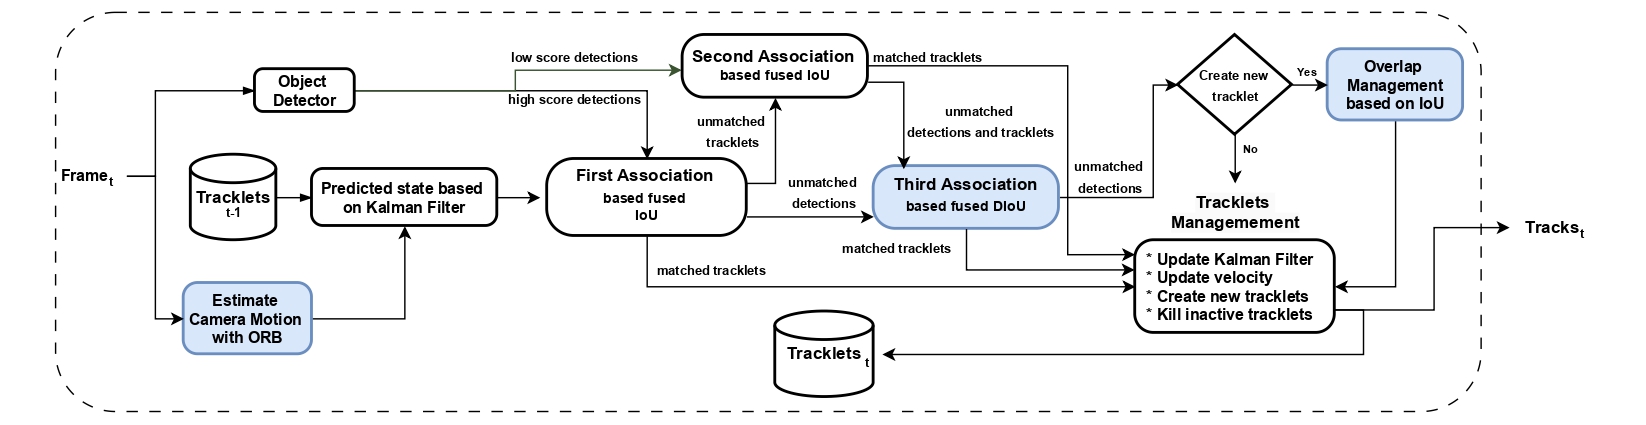 Frame t
Object
Detector
Tracklets
t-1
Estimate
Camera Motion
with ORB
Predicted state based
on Kalman Filter
low score detections
high score detections
First Association
based fused
IoU
unmatched
tracklets
Second Association
based fused IoU
matched tracklets
unmatched
detections and tracklets
unmatched
detections
Third Association
based fused DIoU
matched tracklets
matched tracklets
unmatched
detections
Create new
tracklet
Yes
No
Overlap
Management
based on IoU
Tracklets
Managemement
* Update Kalman Filter
* Update velocity
* Create new tracklets
* Kill inactive tracklets
Tracklets t
Tracks t